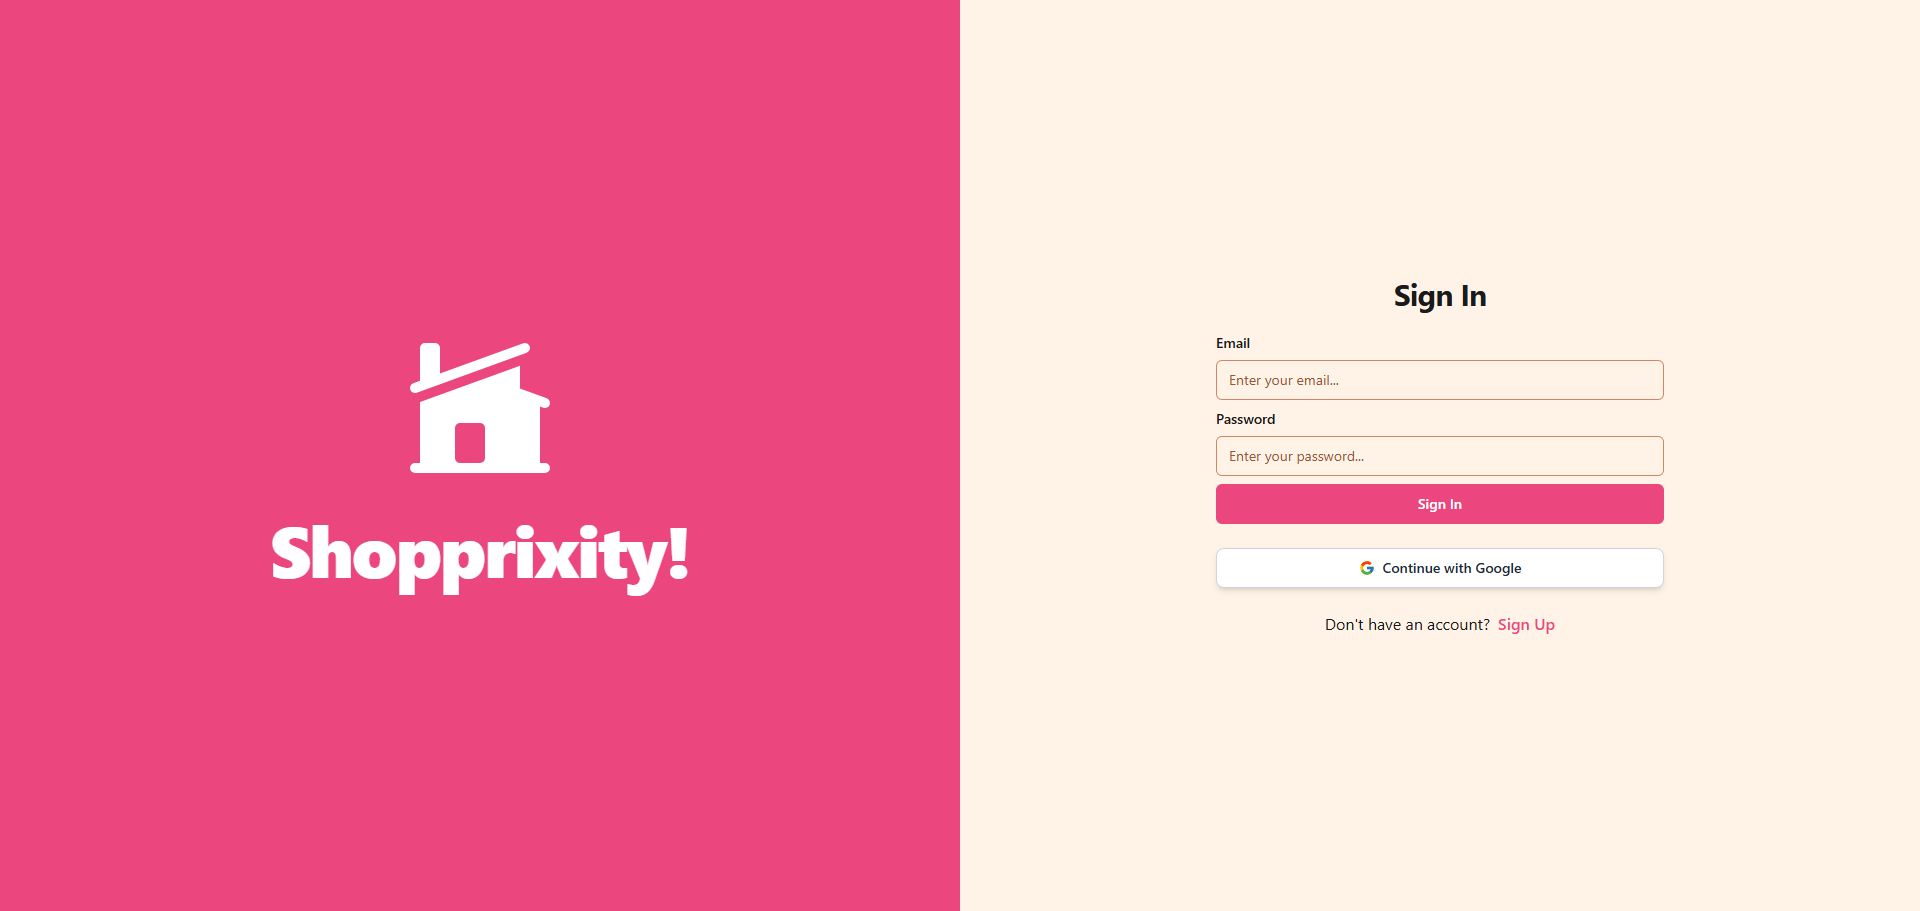 Shopprixity!
Sign In
Email
Enter your email...
Password
Enter your password...
Sign In
Continue with Google
Don't have an account? Sign Up